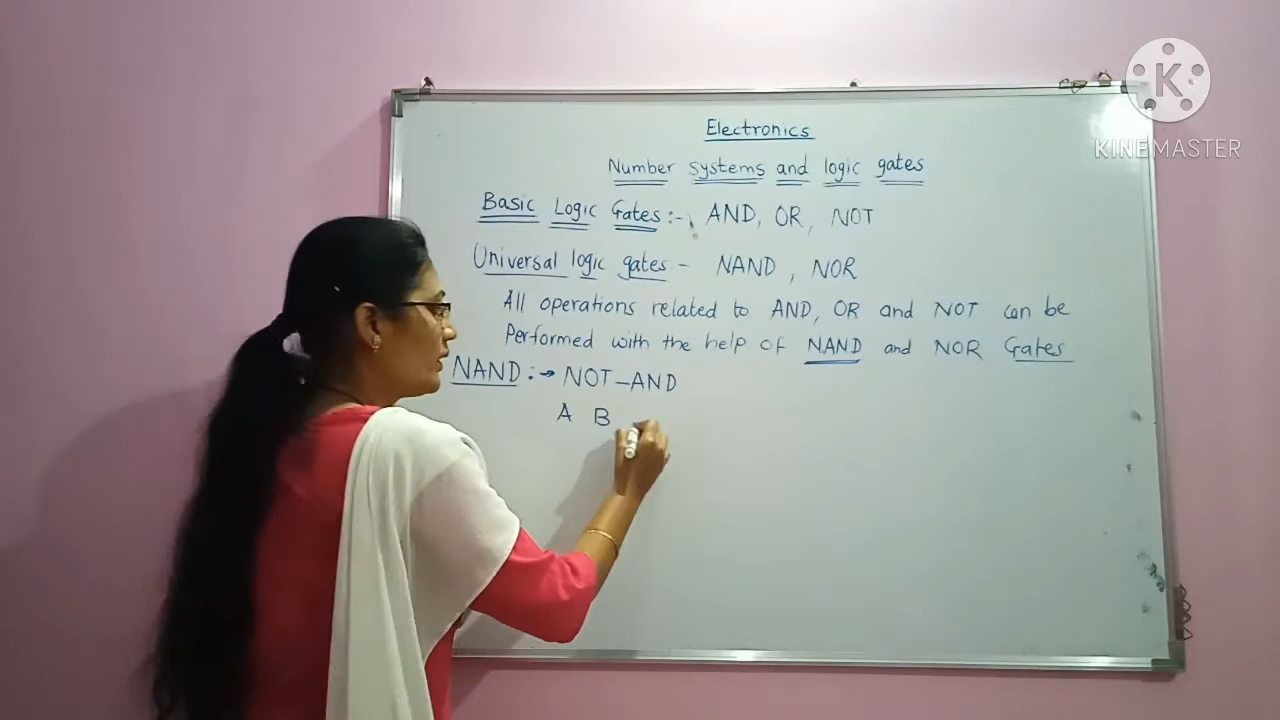 K
KINEMASTER
Electronics
Number systems and logic gates
Basic Logic Gates :- AND, OR, NOT
Universal logic gates - NAND, NOR
All operations related to AND, OR and NOT can be
Performed with the help of NAND and NOR Gates
NAND :→ NOT-AND
A B